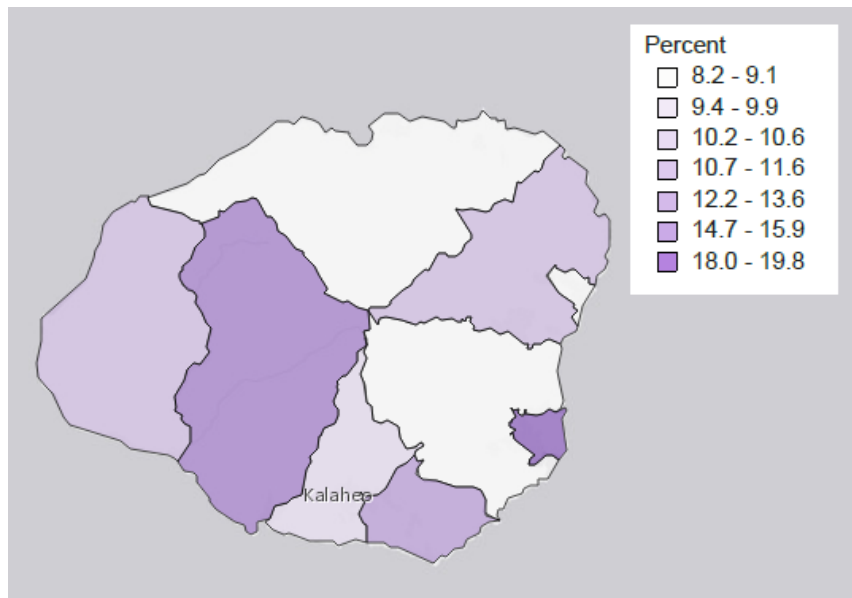 Percent
8.2 - 9.1
9.4 - 9.9
10.2 - 10.6
10.7 - 11.6
12.2 - 13.6
14.7 - 15.9
18.0 - 19.8
Kalaheo